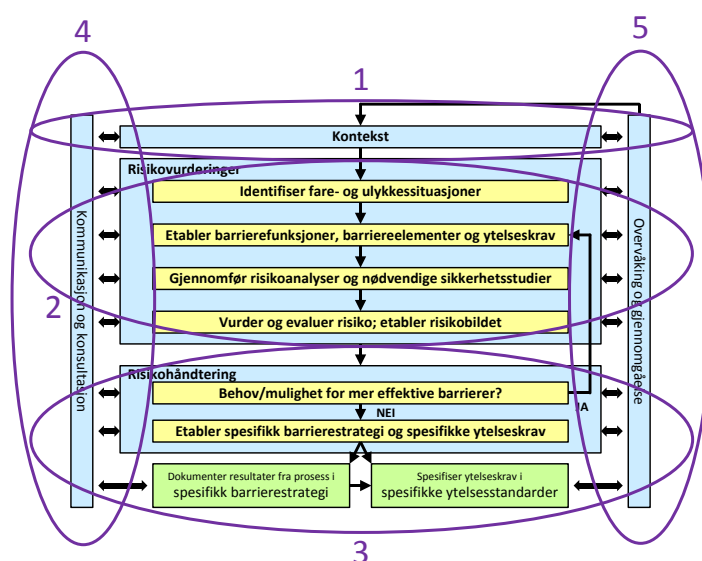 4
5
1
Kontekst
Risikovurderinger
Identifiser fare- og ulykkessituasjoner
Etabler barrierefunksjoner, barriereelementer og ytelseskrav
Gjennomfør risikoanalyser og nødvendige sikkerhetsstudier
Vurder og evaluer risiko; etabler risikobildet
Kommunikasjon og konsultasjon
2
Overvåking og gjennomgåelse
Risikohåndtering
Behov/mulighet for mer effektive barrierer?
NEI
JA
Etabler spesifikk barrierestrategi og spesifikke ytelseskrav
Dokumenter resultater fra prosess i
spesifikk barrierestrategi
Spesifiser ytelseskrav i
spesifikke ytelsesstandarder
3